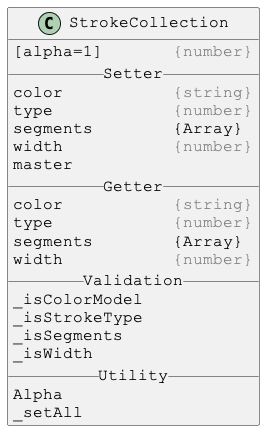 C StrokeCollection
[alpha=1] {number}
Setter
color {string}
type {number}
segments {Array}
width {number}
master
Getter
color {string}
type {number}
segments {Array}
width {number}
Validation
_isColorModel
_isStrokeType
_isSegments
_isWidth
Utility
Alpha
_setAll